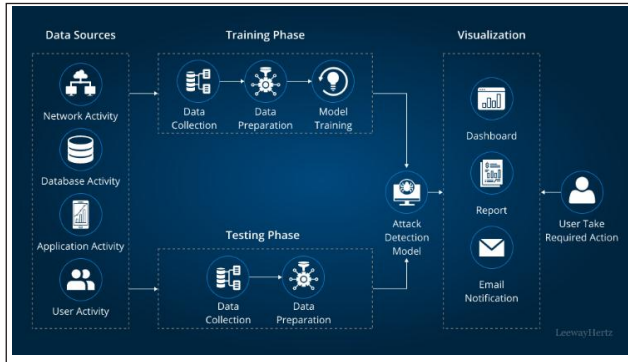 Data Sources
Training Phase
Visualization
Network Activity
Database Activity
Application Activity
User Activity
Data
Collection
Data
Preparation
Model
Training
Testing Phase
Data
Collection
Data
Preparation
Attack
Detection
Model
Dashboard
Report
Email
Notification
User Take
Required Action
LeewayHertz